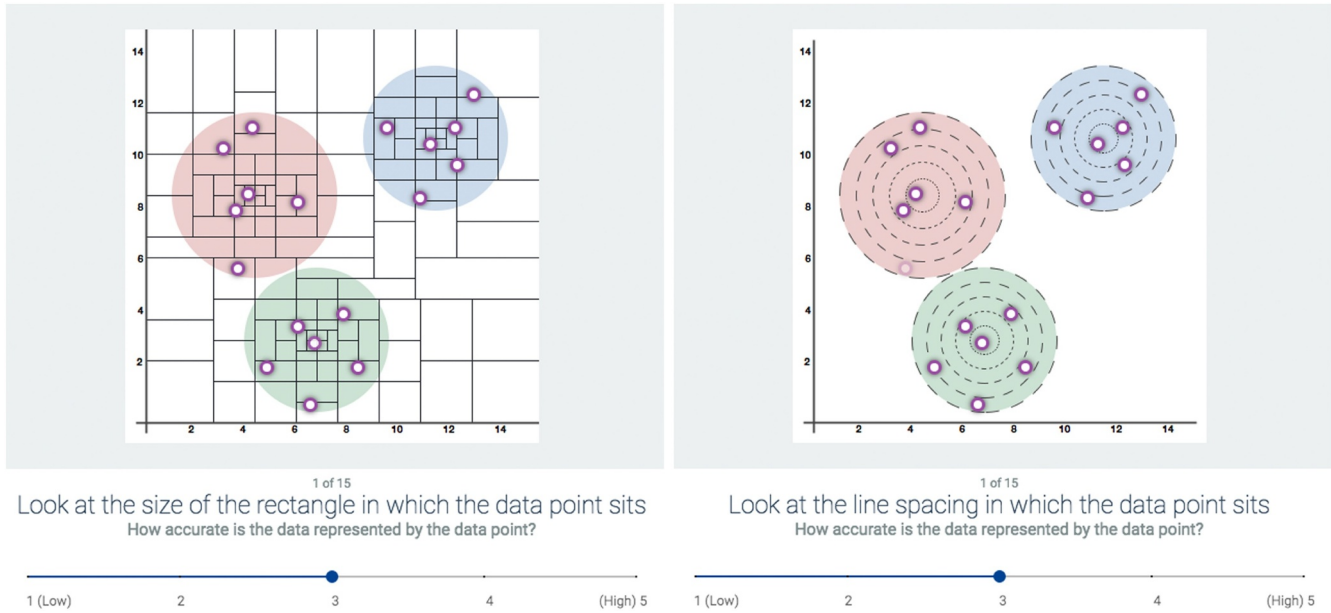 14
12
10
8
6
4
2
2 4 6 8 10 12 14
1 of 15
Look at the size of the rectangle in which the data point sits
How accurate is the data represented by the data point?
1 (Low) 2 3 4 (High) 5
14
12
10
8
6
4
2
2 4 6 8 10 12 14
1 of 15
Look at the line spacing in which the data point sits
How accurate is the data represented by the data point?
1 (Low) 2 3 4 (High) 5